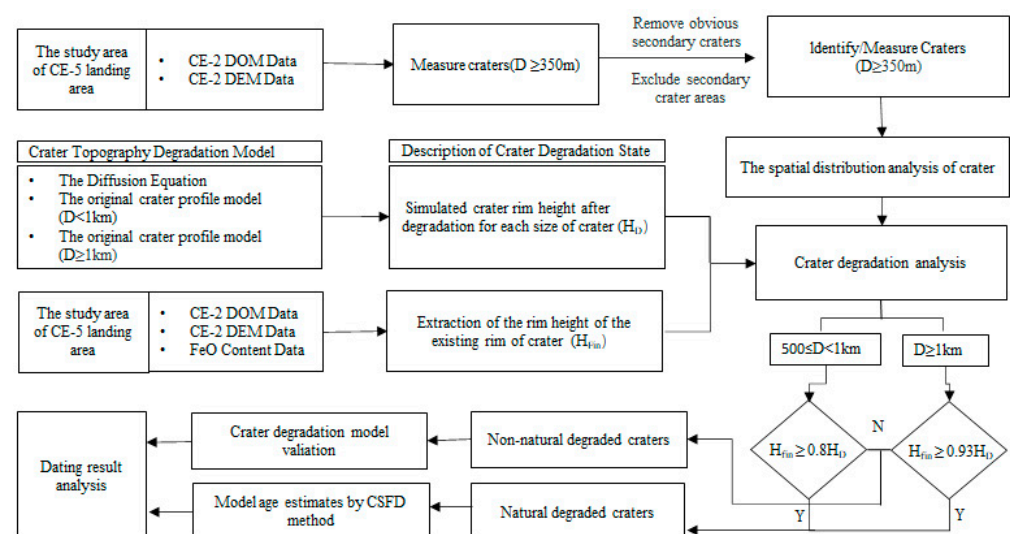 The study area
of CE-5 landing
area
• CE-2 DOM Data
• CE-2 DEM Data
Measure craters(D ≥350m)
Remove obvious
secondary craters
Exclude secondary
crater areas
Identify/Measure Craters
(D≥350m)
The spatial distribution analysis of crater
Crater Topography Degradation Model
• The Diffusion Equation
• The original crater profile model
(D<1km)
• The original crater profile model
(D≥1km)
Description of Crater Degradation State
Simulated crater rim height after
degradation for each size of crater (H_D)
Crater degradation analysis
The study area
of CE-5 landing
area
• CE-2 DOM Data
• CE-2 DEM Data
• FeO Content Data
Extraction of the rim height of the
existing rim of crater (H_Fin)
500≤D<1km
D≥1km
H_fin≥0.8H_D
N
H_fin≥0.93H_D
Y
Y
Non-natural degraded craters
Crater degradation model
valiation
Natural degraded craters
Model age estimates by CSFD
method
Dating result
analysis